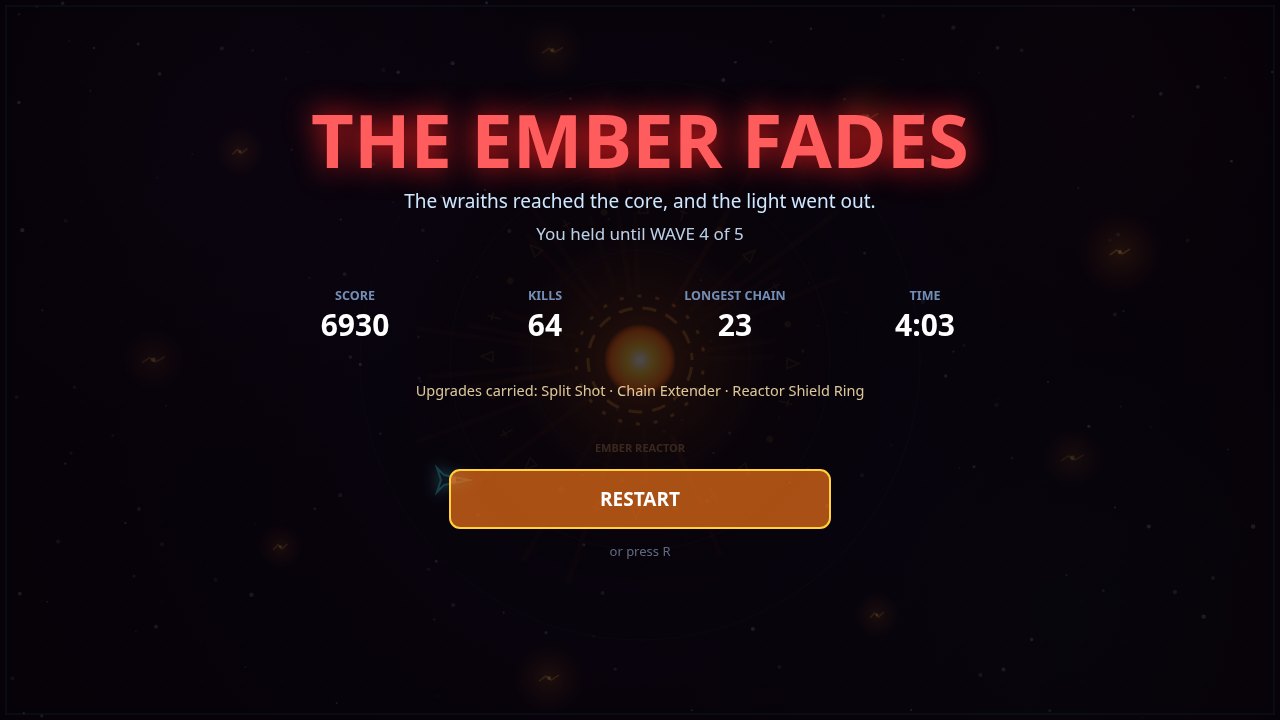 THE EMBER FADES
The wraiths reached the core, and the light went out.
You held until WAVE 4 of 5
SCORE KILLS LONGEST CHAIN TIME
6930 64 23 4:03
Upgrades carried: Split Shot · Chain Extender · Reactor Shield Ring
EMBER REACTOR
RESTART
or press R